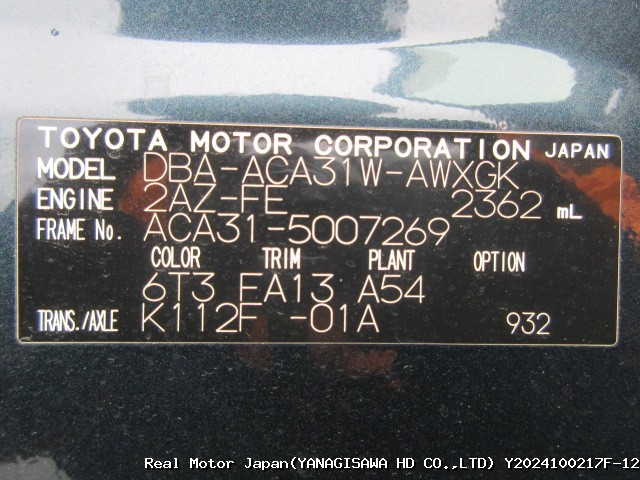 TOYOTA MOTOR CORPORATION JAPAN
MODEL DBA-ACA31W-AWXGK
ENGINE 2AZ-FE 2362 mL
FRAME No. ACA31-5007269
COLOR TRIM PLANT OPTION
6T3 FA13 A54
TRANS./AXLE K112F -01A 932
Real Motor Japan(YANAGISAWA HD CO.,LTD) Y2024100217F-12